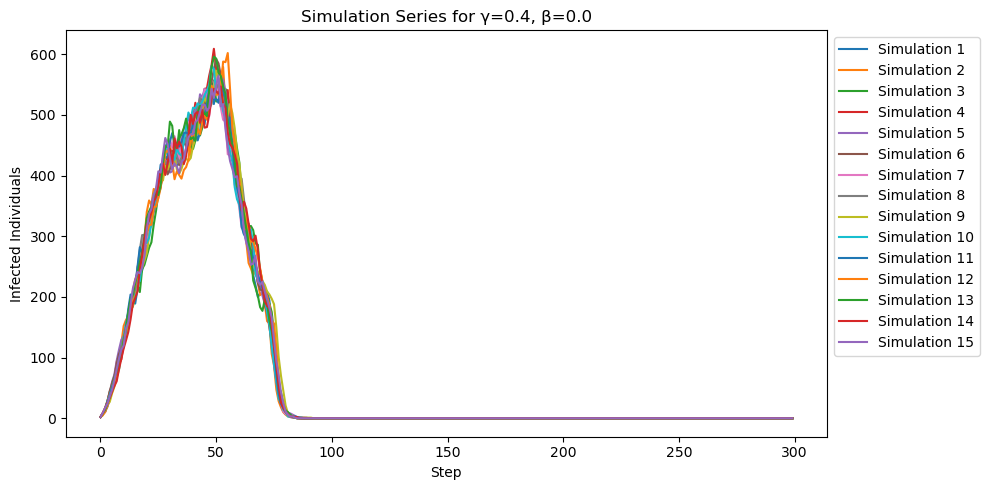 Simulation Series for γ=0.4, β=0.0
Infected Individuals
600
500
400
300
200
100
0
0 50 100 150 200 250 300
Step
Simulation 1
Simulation 2
Simulation 3
Simulation 4
Simulation 5
Simulation 6
Simulation 7
Simulation 8
Simulation 9
Simulation 10
Simulation 11
Simulation 12
Simulation 13
Simulation 14
Simulation 15